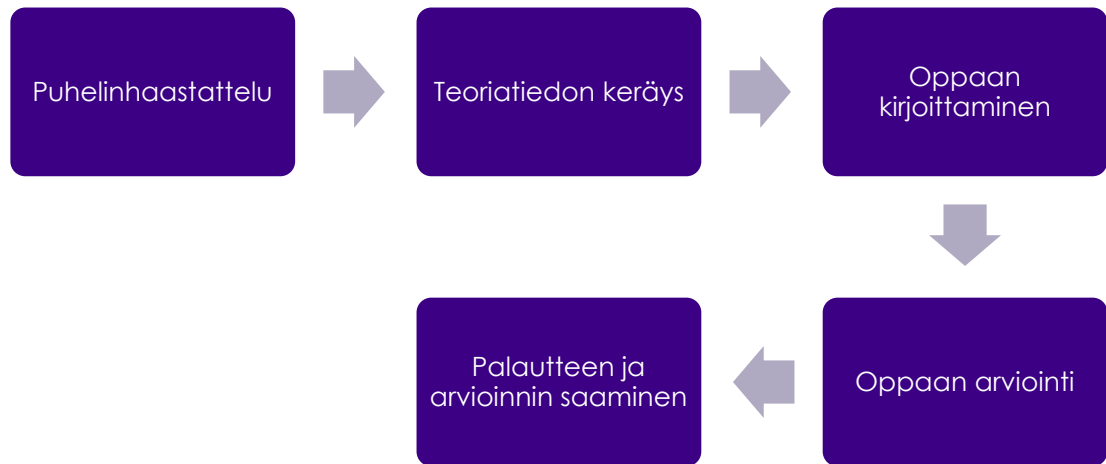 Puhelinhaastattelu
Teoriatiedon keräys
Oppaan
kirjoittaminen
Oppaan arviointi
Palautteen ja
arvioinnin saaminen